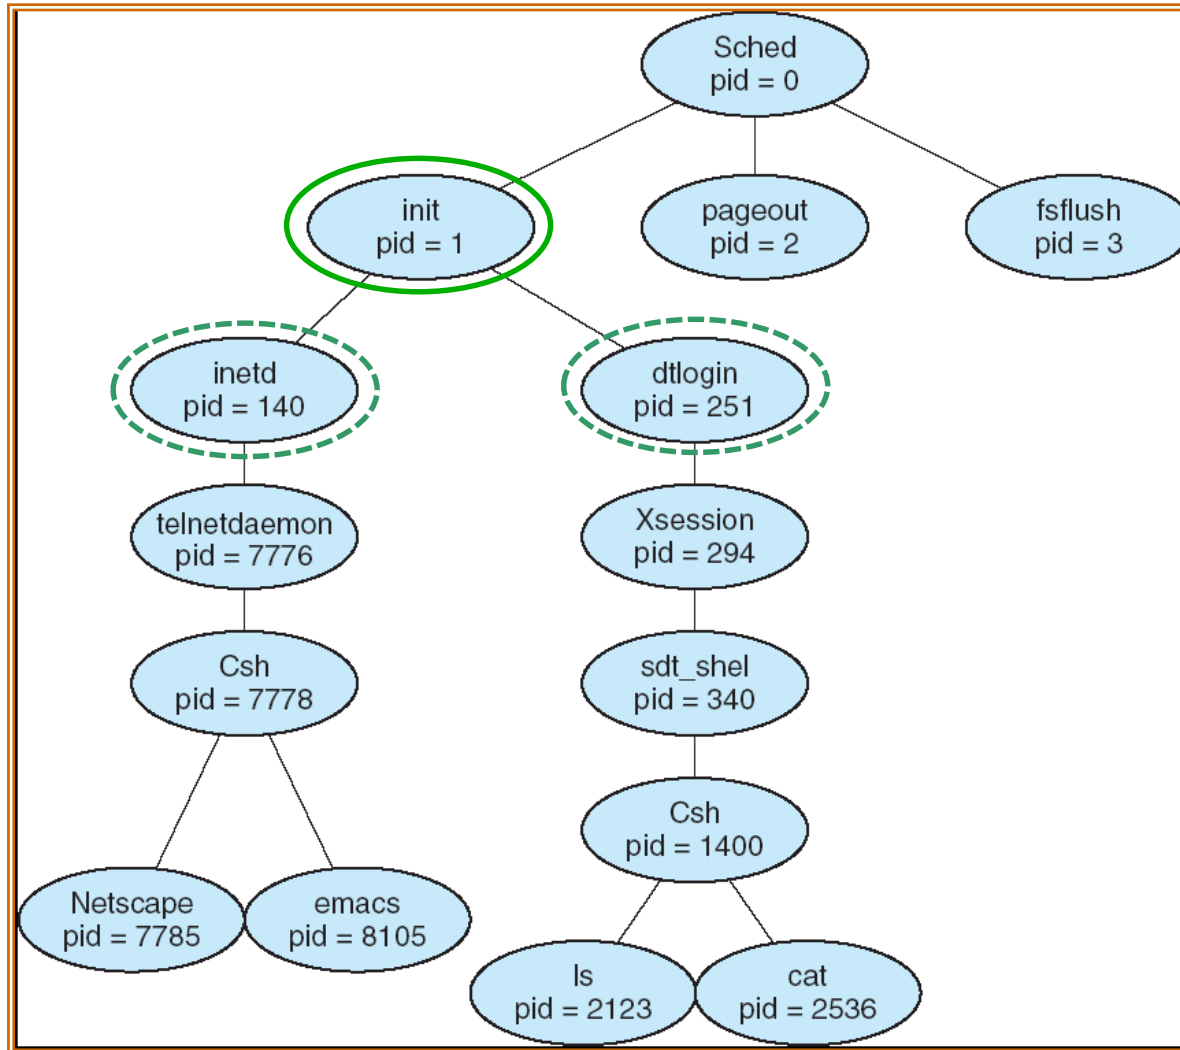 Sched
pid = 0
init
pid = 1
pageout
pid = 2
fsflush
pid = 3
inetd
pid = 140
dtlogin
pid = 251
telnetdaemon
pid = 7776
Xsession
pid = 294
Csh
pid = 7778
sdt_shel
pid = 340
Csh
pid = 1400
Netscape
pid = 7785
emacs
pid = 8105
ls
pid = 2123
cat
pid = 2536